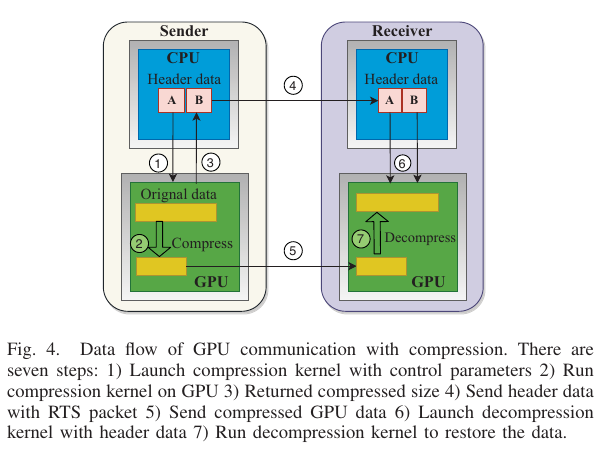 Sender
Receiver
CPU
CPU
Header data
Header data
A B
A B
4
1
3
6
Orignal data
2
Compress
7
Decompress
5
GPU
GPU
Fig. 4. Data flow of GPU communication with compression. There are
seven steps: 1) Launch compression kernel with control parameters 2) Run
compression kernel on GPU 3) Returned compressed size 4) Send header data
with RTS packet 5) Send compressed GPU data 6) Launch decompression
kernel with header data 7) Run decompression kernel to restore the data.